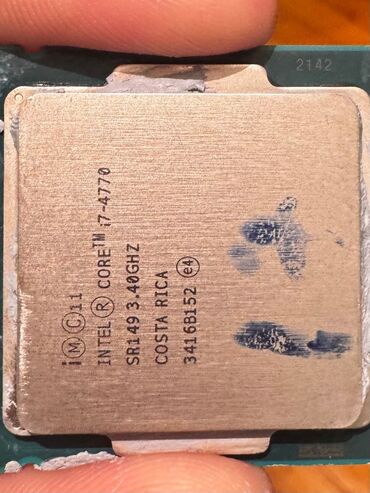 i Ⓜ Ⓒ 11
INTEL® CORE™ i7-4770
SR149 3.40GHZ
COSTA RICA
3416B152 e4
2142